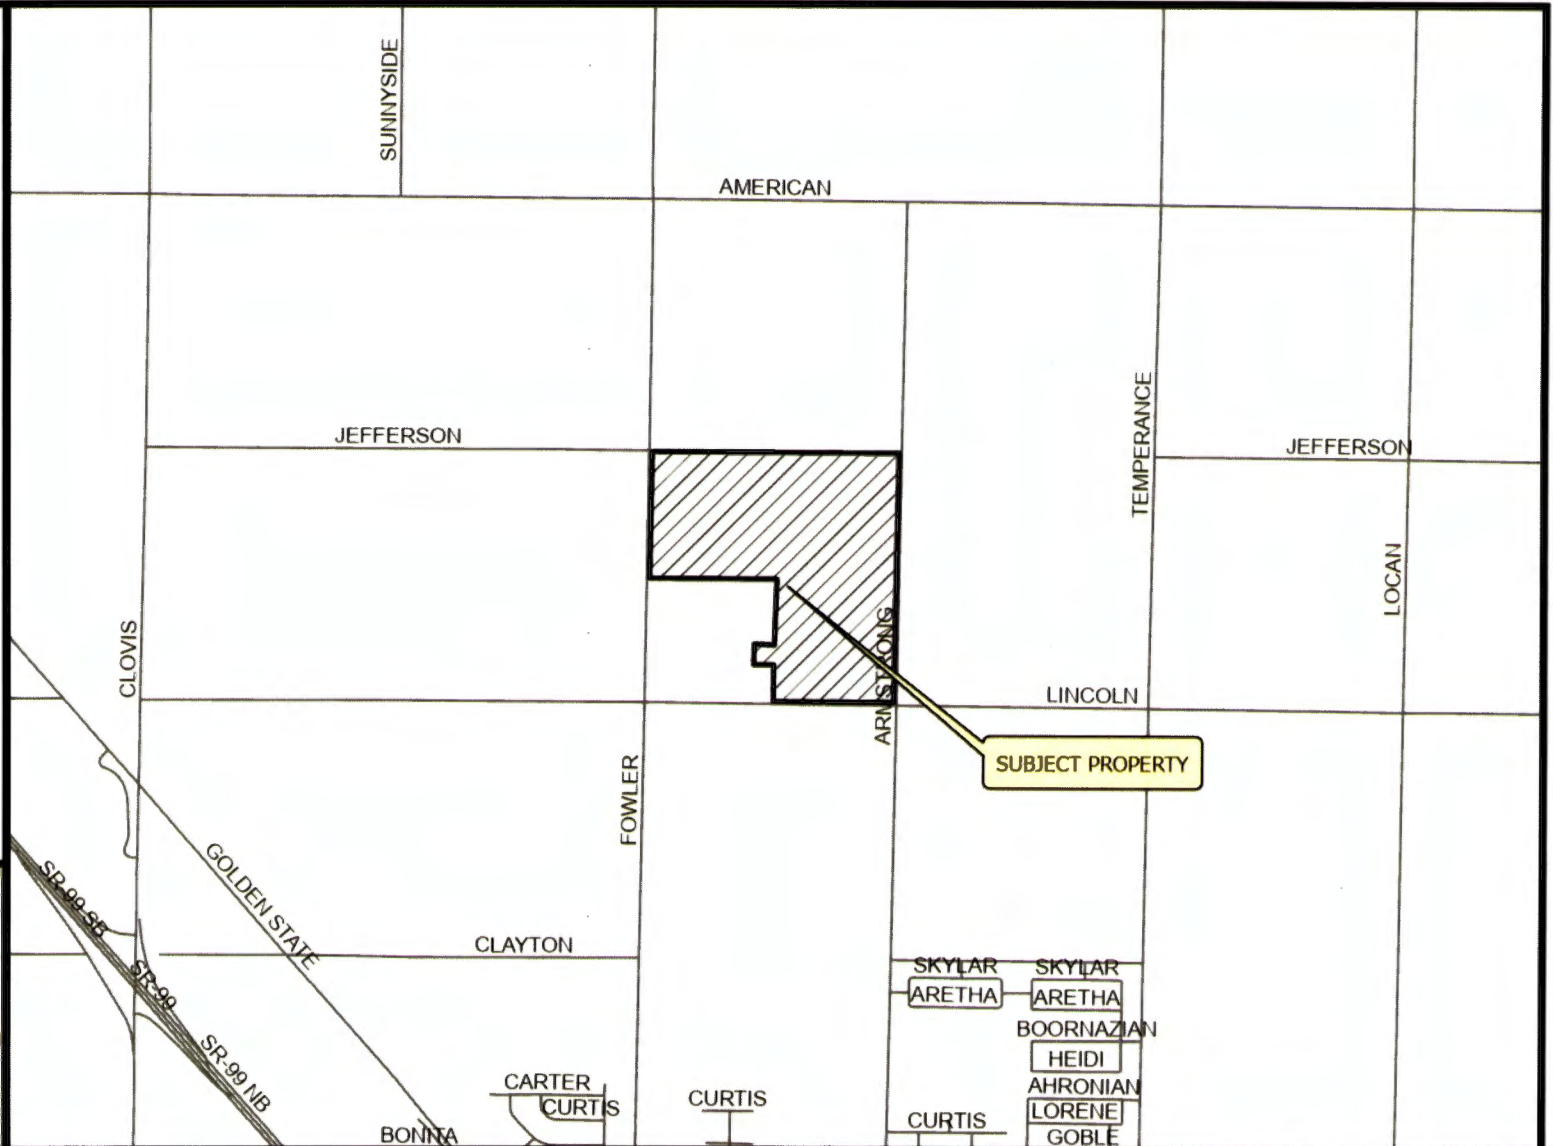 SUNNYSIDE
AMERICAN
JEFFERSON
TEMPERANCE
JEFFERSON
LOCAN
CLOVIS
ARMSTRONG
LINCOLN
SUBJECT PROPERTY
FOWLER
GOLDEN STATE
SR-99 SB
CLAYTON
SR-99
SKYLAR
SKYLAR
ARETHA
ARETHA
BOORNAZIAN
SR-99 NB
HEIDI
CARTER
AHRONIAN
CURTIS
CURTIS
LORENE
CURTIS
BONITA
GOBLE